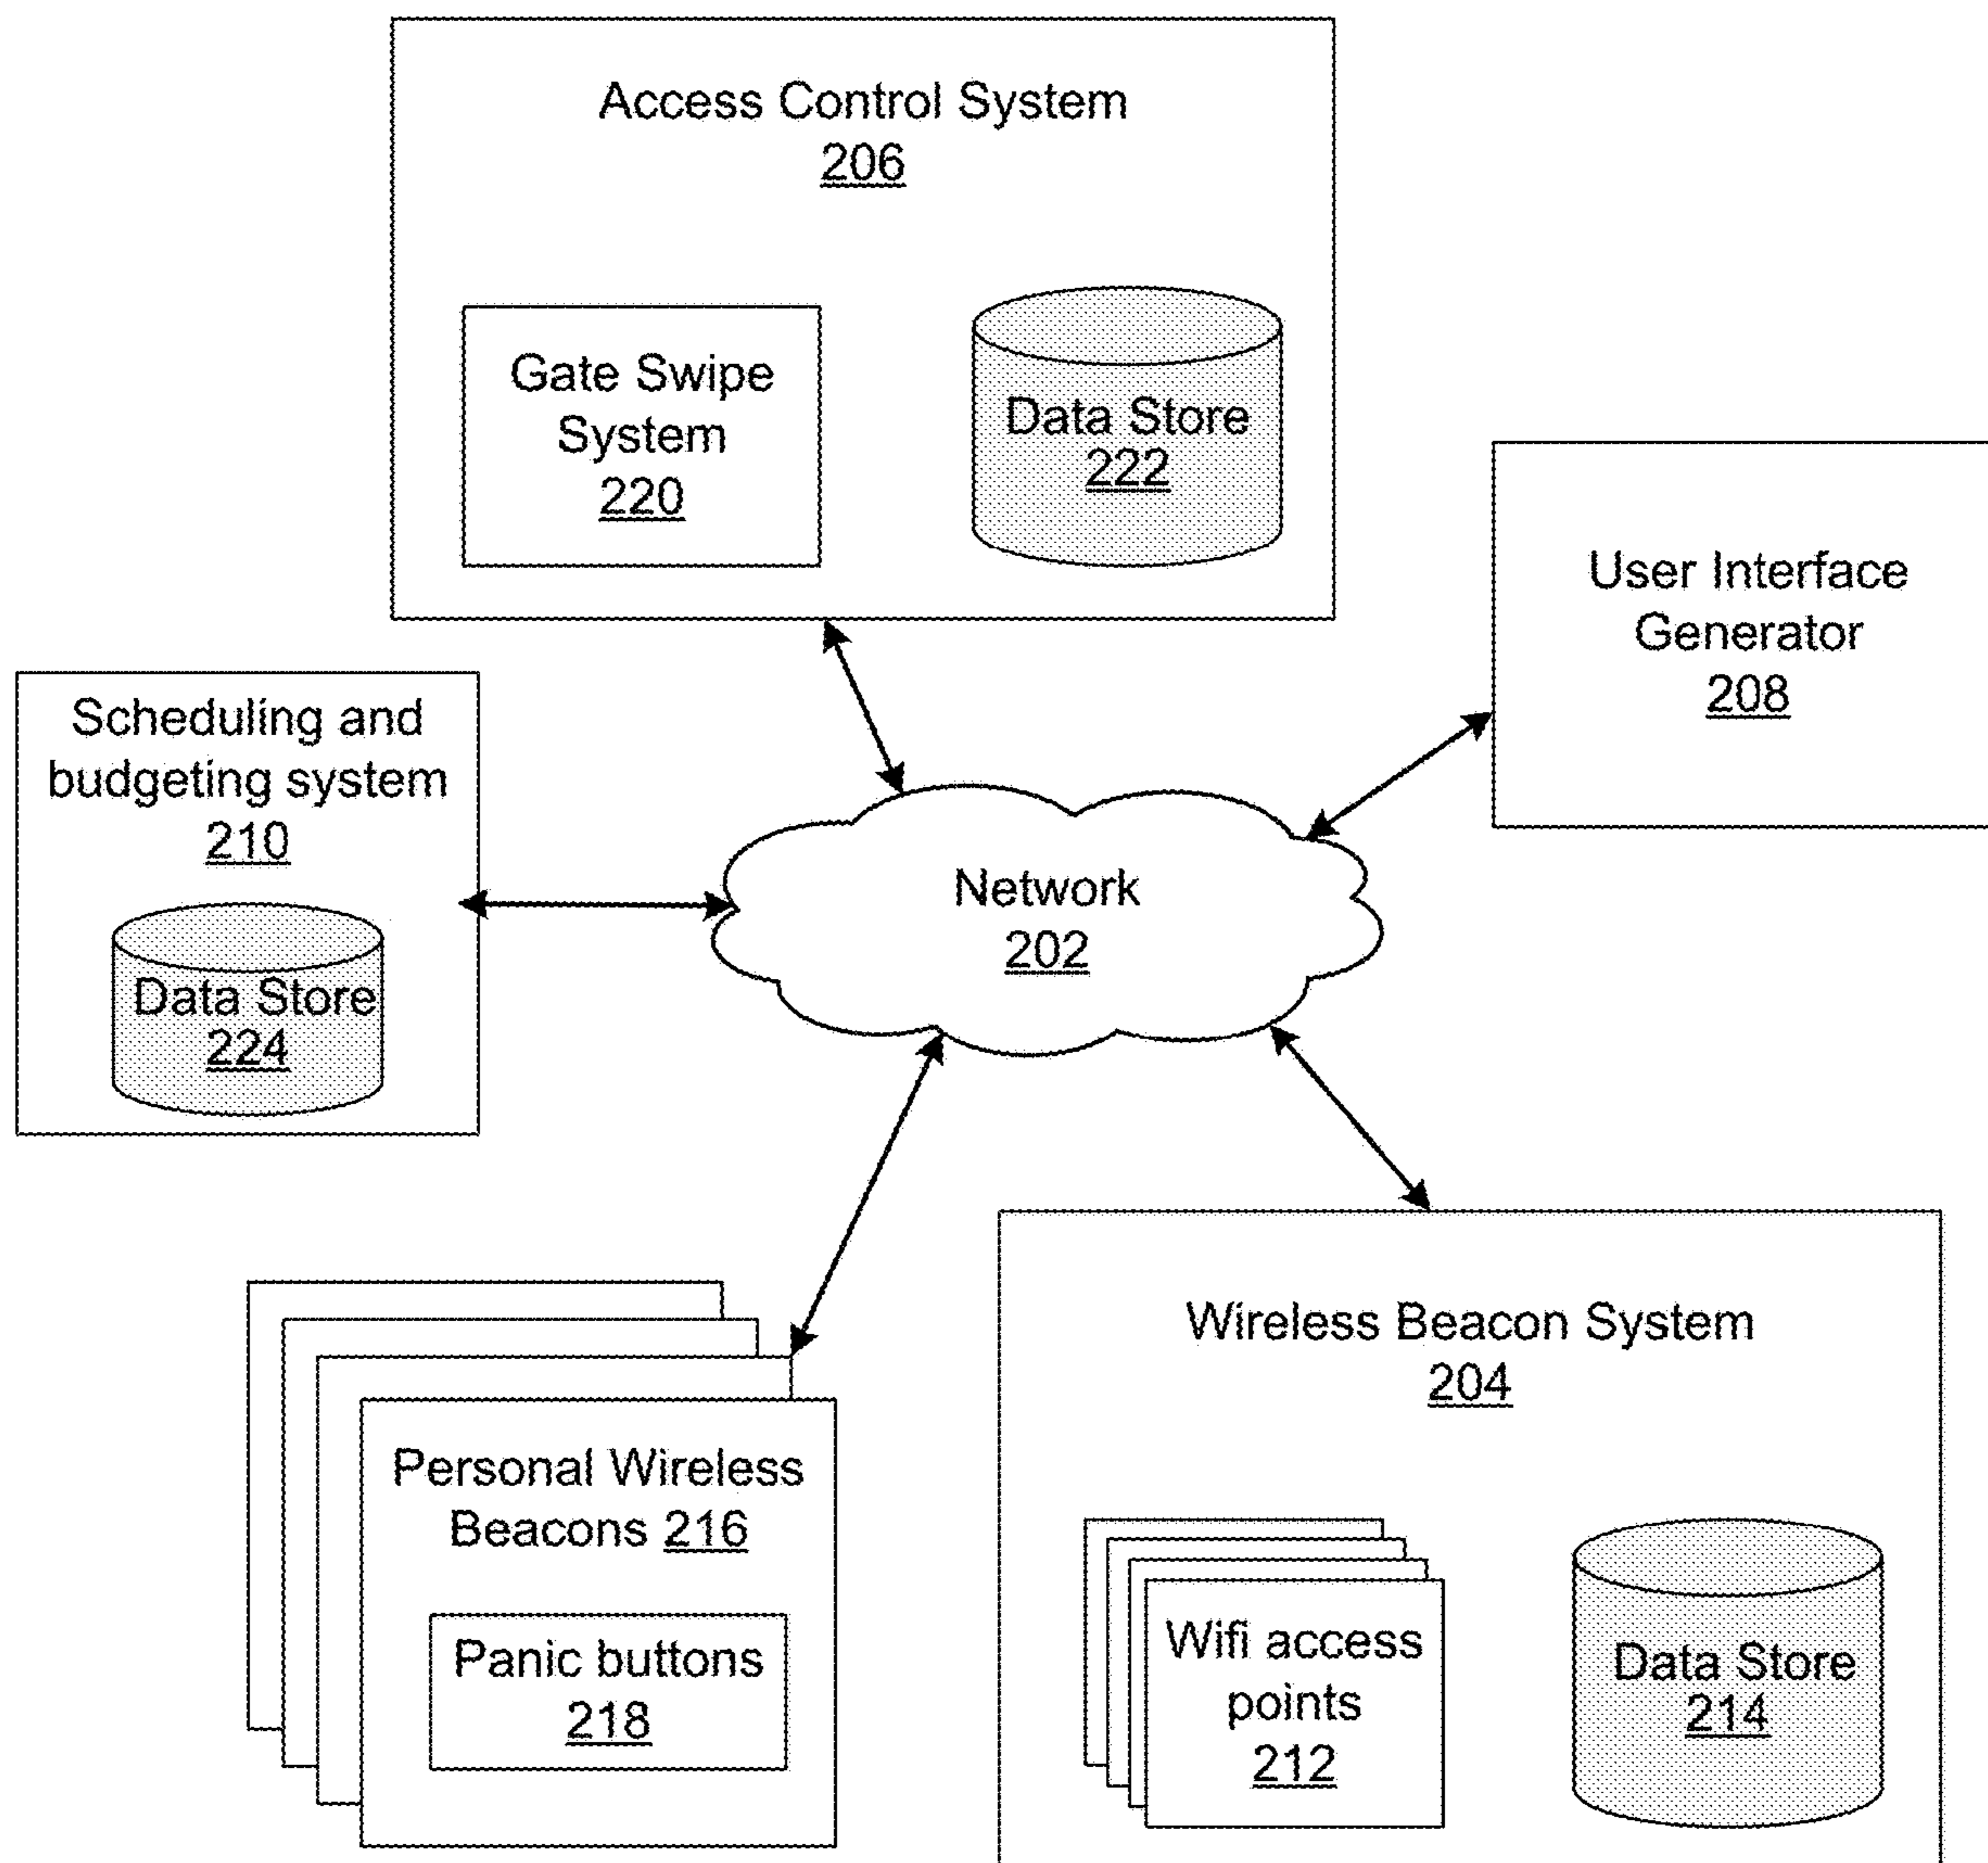 Access Control System
206
Gate Swipe
System
220
Data Store
222
User Interface
Generator
208
Scheduling and
budgeting system
210
Data Store
224
Network
202
Personal Wireless
Beacons 216
Panic buttons
218
Wireless Beacon System
204
Wifi access
points
212
Data Store
214